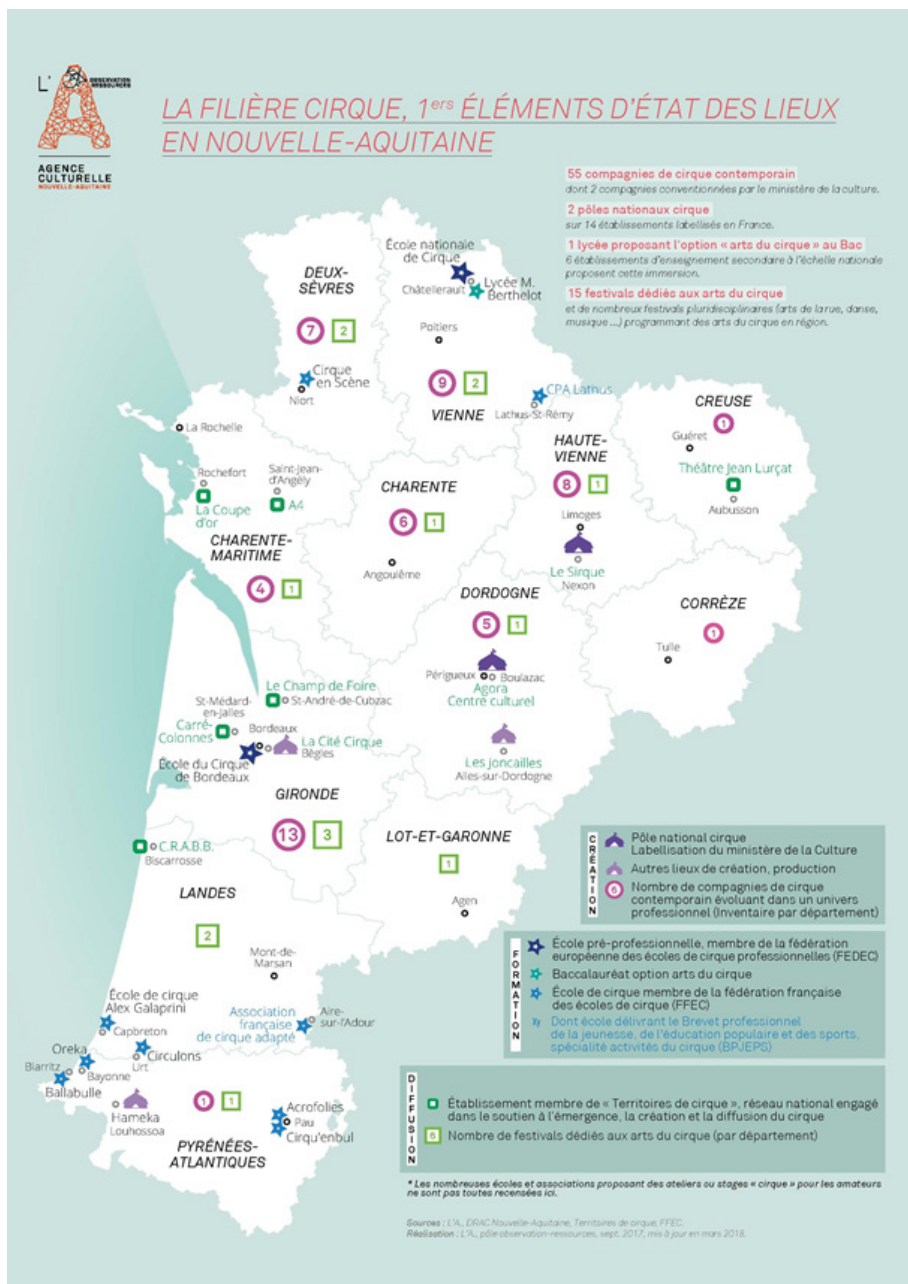 L'
OBSERVATION
RESSOURCES
AGENCE
CULTURELLE
NOUVELLE-AQUITAINE
LA FILIÈRE CIRQUE, 1ers ÉLÉMENTS D'ÉTAT DES LIEUX
EN NOUVELLE-AQUITAINE
55 compagnies de cirque contemporain
dont 2 compagnies conventionnées par le ministère de la culture.
2 pôles nationaux cirque
sur 14 établissements labellisés en France.
1 lycée proposant l'option « arts du cirque » au Bac
6 établissements d'enseignement secondaire à l'échelle nationale
proposent cette immersion.
15 festivals dédiés aux arts du cirque
et de nombreux festivals pluridisciplinaires (arts de la rue, danse,
musique ...) programmant des arts du cirque en région.
DEUX-
SÈVRES
7
2
Cirque
en Scène
Niort
École nationale
de Cirque
Châtellerault
Lycée M.
Berthelot
Poitiers
9
2
VIENNE
CPA Lathus
Lathus-St-Rémy
CREUSE
1
Guéret
Théâtre Jean Lurçat
Aubusson
HAUTE-
VIENNE
8
1
Limoges
Le Sirque
Nexon
La Rochelle
Rochefort
La Coupe
d'or
Saint-Jean-
d'Angély
A4
CHARENTE-
MARITIME
4
1
CHARENTE
6
1
Angoulême
DORDOGNE
5
1
Périgueux
Boulazac
Agora
Centre culturel
Les Joncailles
Alles-sur-Dordogne
CORRÈZE
1
Tulle
Le Champ de Foire
St-André-de-Cubzac
St-Médard-
en-Jalles
Carré-
Colonnes
Bordeaux
La Cité Cirque
Bègles
École du Cirque
de Bordeaux
GIRONDE
13
3
C.R.A.B.B.
Biscarrosse
LOT-ET-GARONNE
1
Agen
LANDES
2
Mont-de-
Marsan
École de cirque
Alex Galaprini
Capbreton
Association
française
de cirque adapté
Aire-
sur-l'Adour
Oreka
Biarritz
Bayonne
Ballabulle
Circulons
Urt
Hameka
Louhossoa
1
1
Acrofolies
Pau
Cirqu'enbul
PYRÉNÉES-
ATLANTIQUES
CRÉATION
Pôle national cirque
Labellisation du ministère de la Culture
Autres lieux de création, production
6
Nombre de compagnies de cirque
contemporain évoluant dans un univers
professionnel (Inventaire par département)
FORMATION
École pré-professionnelle, membre de la fédération
européenne des écoles de cirque professionnelles (FEDEC)
Baccalauréat option arts du cirque
École de cirque membre de la fédération française
des écoles de cirque (FFEC)
Dont école délivrant le Brevet professionnel
de la jeunesse, de l'éducation populaire et des sports,
spécialité activités du cirque (BPJEPS)
DIFFUSION
Établissement membre de « Territoires de cirque », réseau national engagé
dans le soutien à l'émergence, la création et la diffusion du cirque
6
Nombre de festivals dédiés aux arts du cirque (par département)
* Les nombreuses écoles et associations proposant des ateliers ou stages « cirque » pour les amateurs
ne sont pas toutes recensées ici.
Sources : L'A., DRAC Nouvelle-Aquitaine, Territoires de cirque, FFEC.
Réalisation : L'A., pôle observation-ressources, sept. 2017, mis à jour en mars 2018.